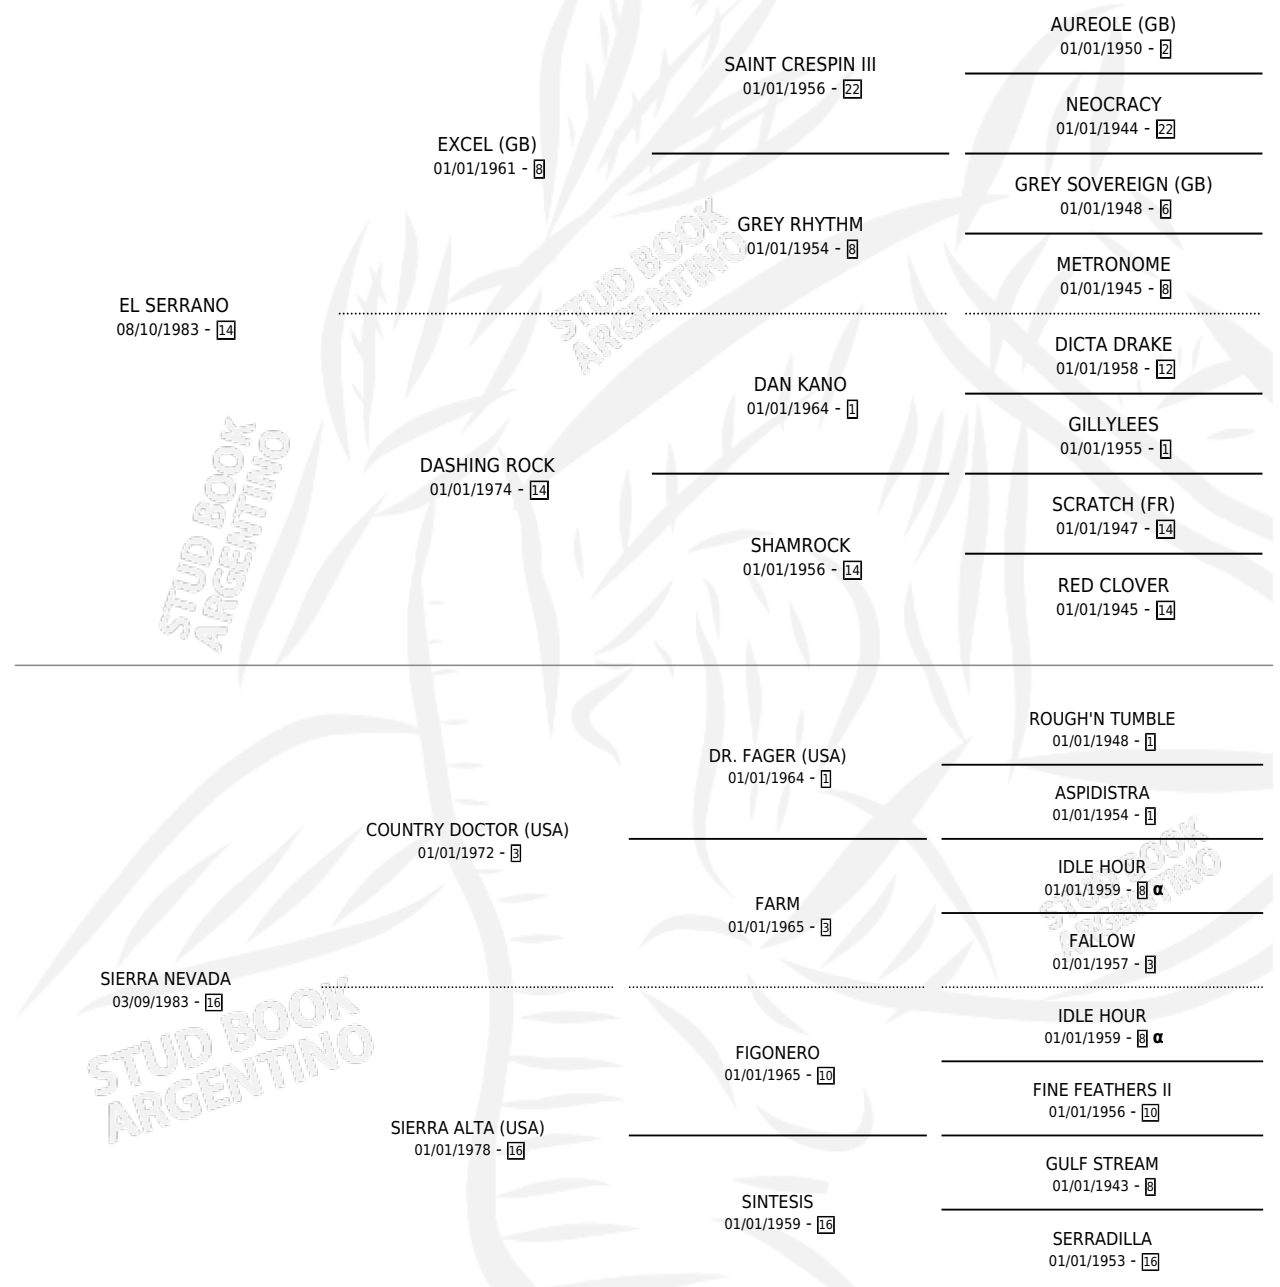 AUREOLE (GB)
01/01/1950 - 2
SAINT CRESPIN III
01/01/1956 - 22
NEOCRACY
01/01/1944 - 22
EXCEL (GB)
01/01/1961 - 8
GREY SOVEREIGN (GB)
01/01/1948 - 6
GREY RHYTHM
01/01/1954 - 8
METRONOME
01/01/1945 - 8
EL SERRANO
08/10/1983 - 14
DICTA DRAKE
01/01/1958 - 12
DAN KANO
01/01/1964 - 1
GILLYLEES
01/01/1955 - 1
DASHING ROCK
01/01/1974 - 14
SCRATCH (FR)
01/01/1947 - 14
SHAMROCK
01/01/1956 - 14
RED CLOVER
01/01/1945 - 14
STUD BOOK
ARGENTINO
STUD BOOK
ARGENTINO
ROUGH'N TUMBLE
01/01/1948 - 1
DR. FAGER (USA)
01/01/1964 - 1
ASPIDISTRA
01/01/1954 - 1
COUNTRY DOCTOR (USA)
01/01/1972 - 3
IDLE HOUR
01/01/1959 - 8 α
FARM
01/01/1965 - 3
FALLOW
01/01/1957 - 3
SIERRA NEVADA
03/09/1983 - 16
IDLE HOUR
01/01/1959 - 8 α
FIGONERO
01/01/1965 - 10
FINE FEATHERS II
01/01/1956 - 10
SIERRA ALTA (USA)
01/01/1978 - 16
GULF STREAM
01/01/1943 - 8
SINTESIS
01/01/1959 - 16
SERRADILLA
01/01/1953 - 16
STUD BOOK
ARGENTINO
STUD BOOK
ARGENTINO